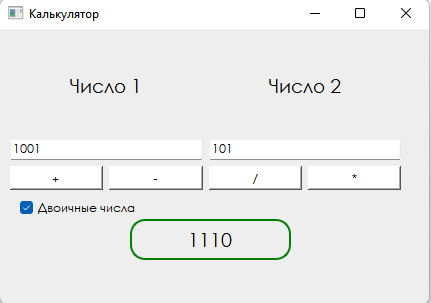 Калькулятор
Число 1 Число 2
1001 101
+ - / *
Двоичные числа
1110